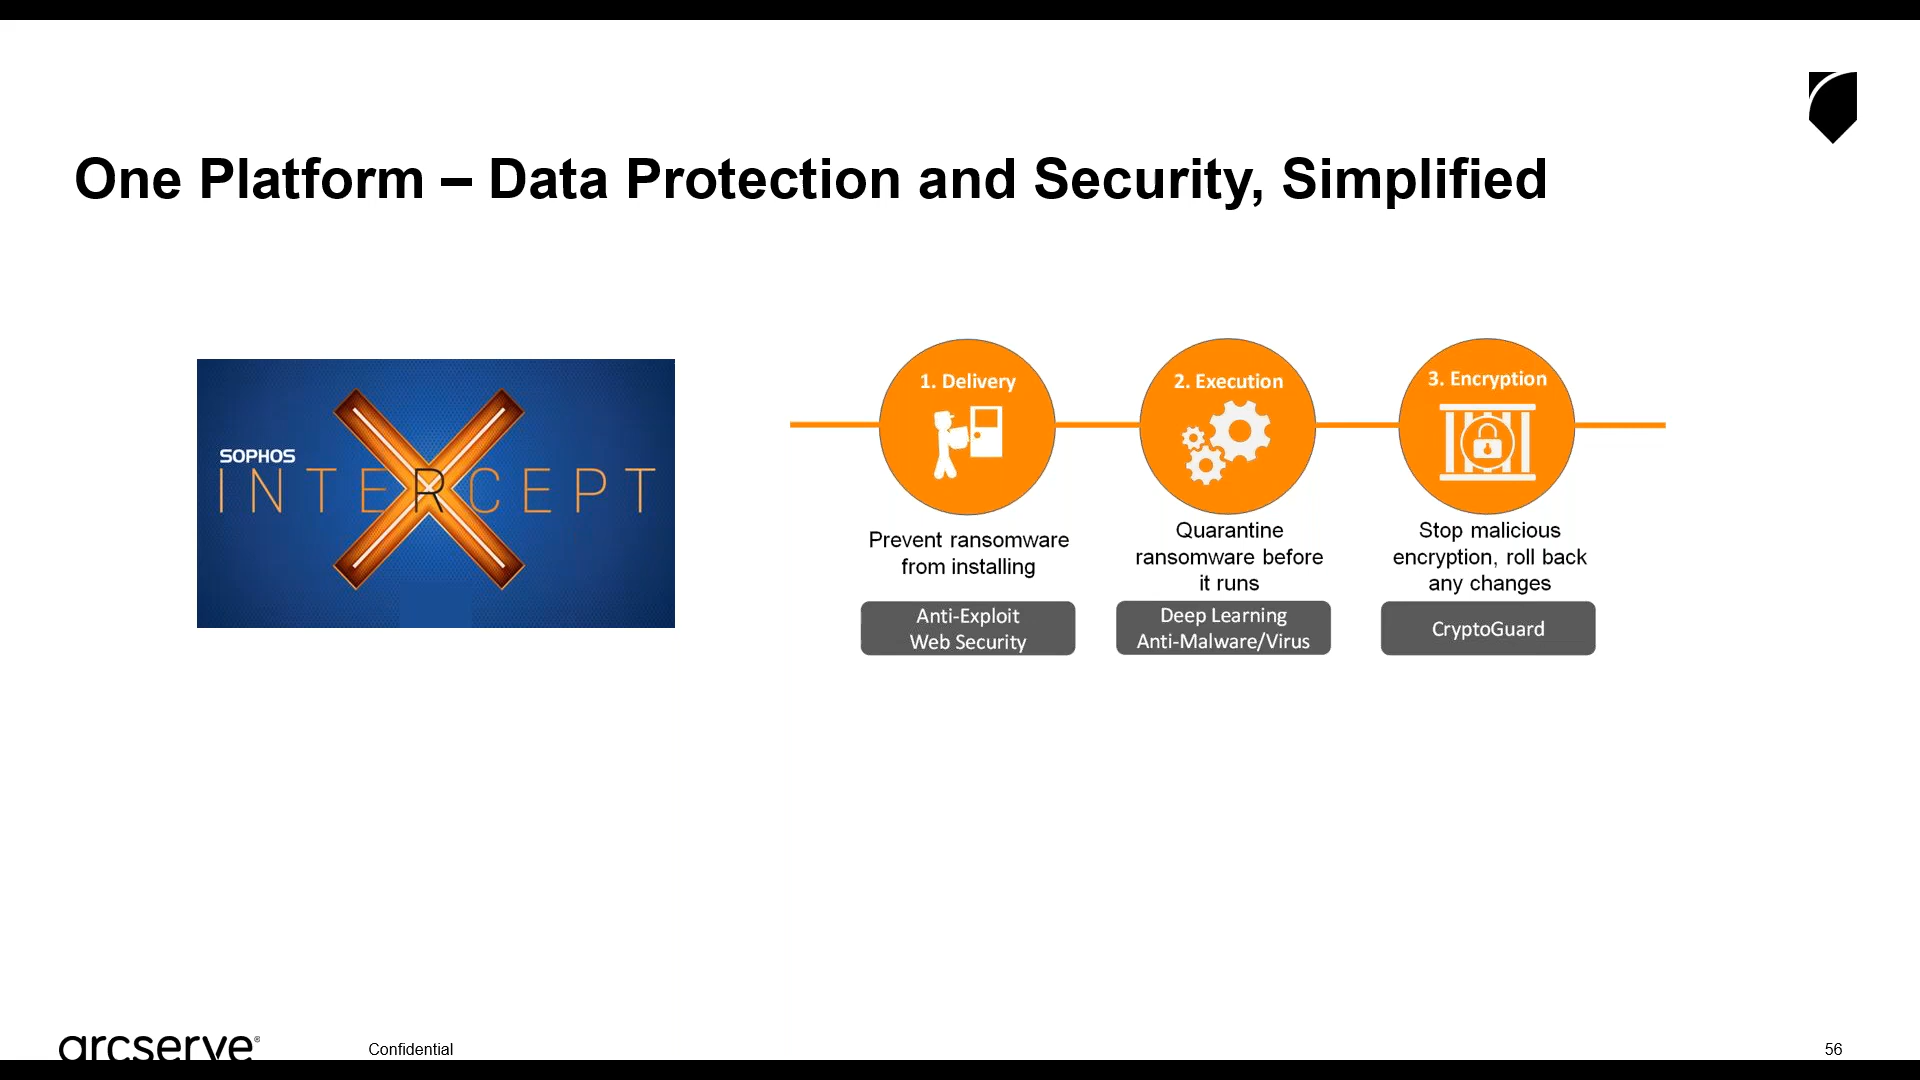 One Platform – Data Protection and Security, Simplified
SOPHOS
INTERCEPT
1. Delivery
Prevent ransomware
from installing
Anti-Exploit
Web Security
2. Execution
Quarantine
ransomware before
it runs
Deep Learning
Anti-Malware/Virus
3. Encryption
Stop malicious
encryption, roll back
any changes
CryptoGuard
arcserve®
Confidential
56